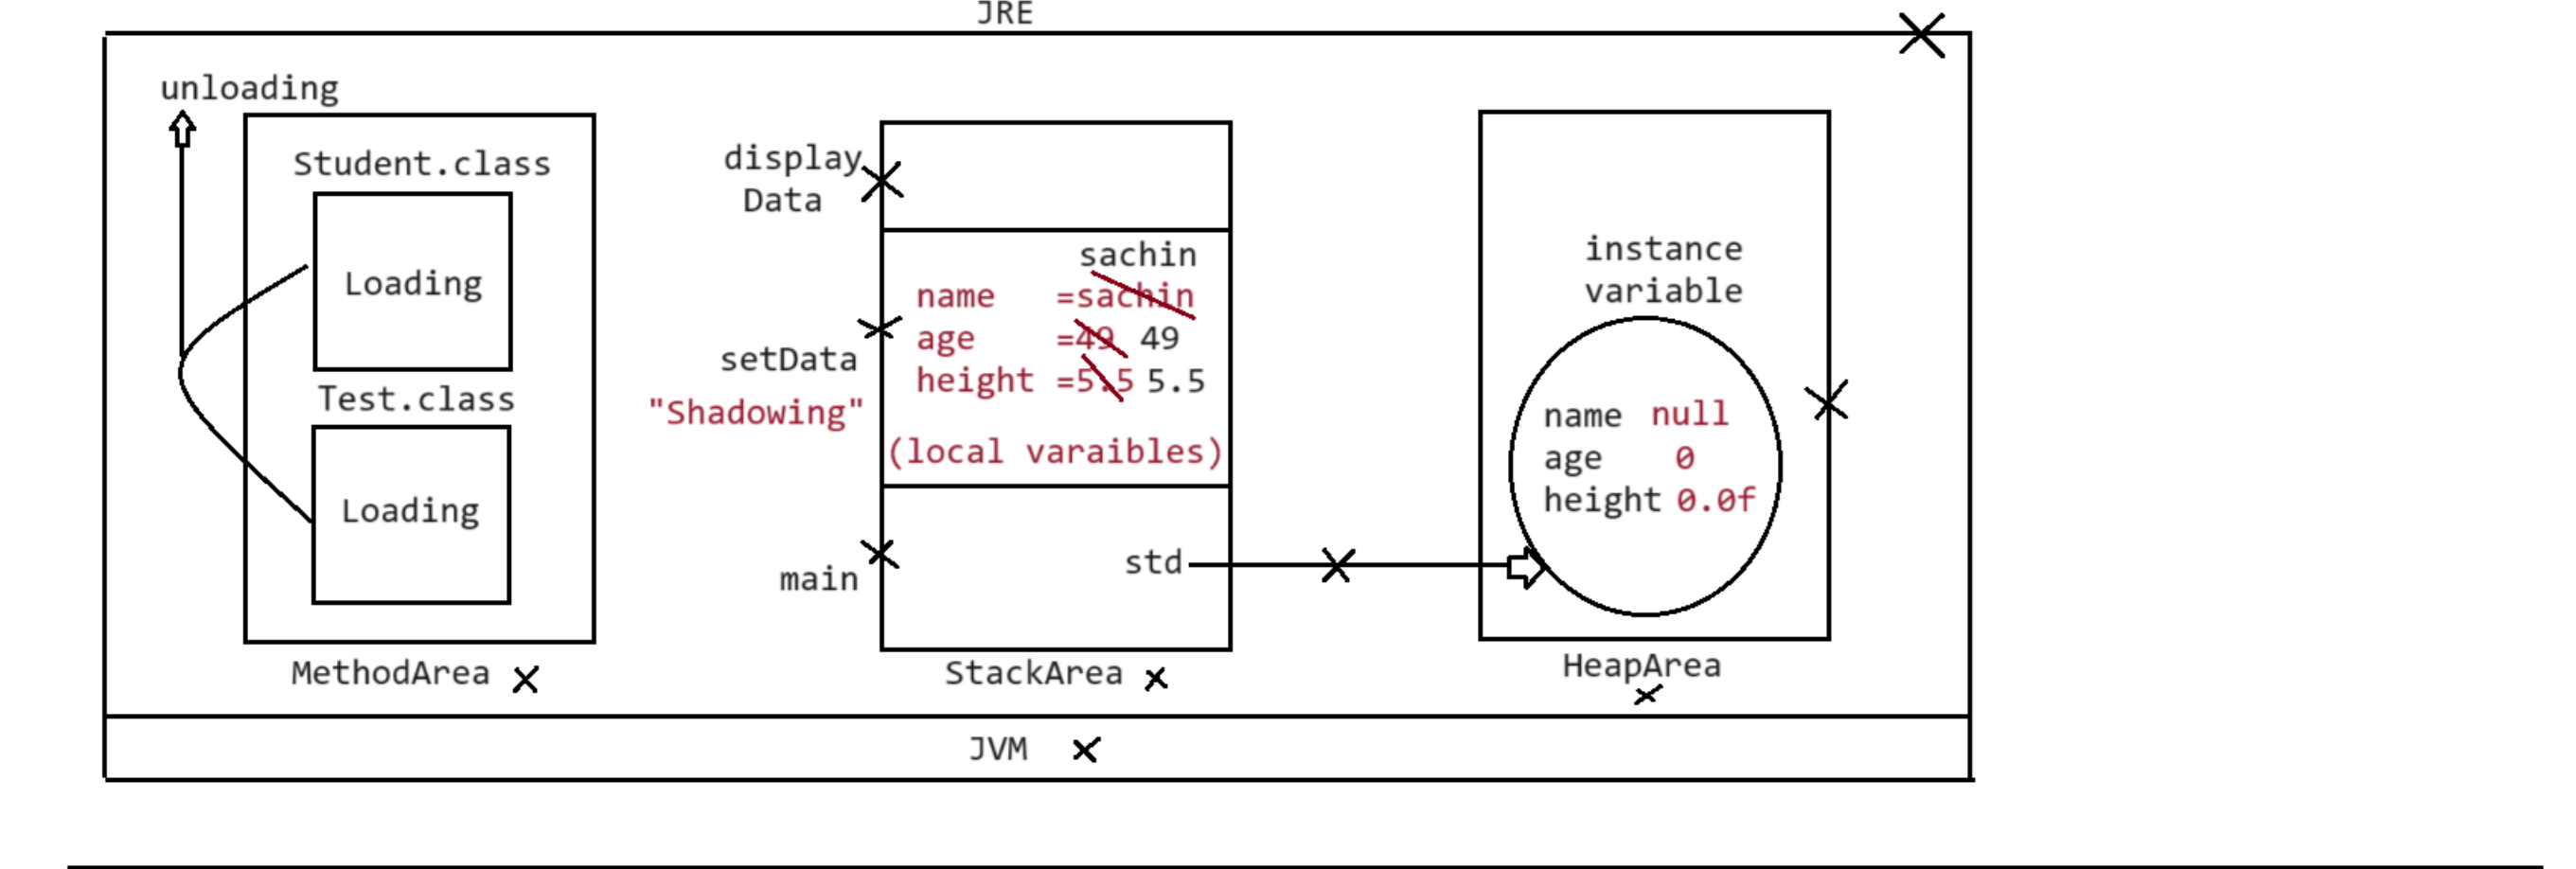 JRE
unloading
Student.class
Loading
Test.class
Loading
MethodArea
display
Data
setData
"Shadowing"
main
sachin
name =sachin
age =49 49
height =5.5 5.5
(local varaibles)
std
StackArea
instance
variable
name null
age 0
height 0.0f
HeapArea
JVM